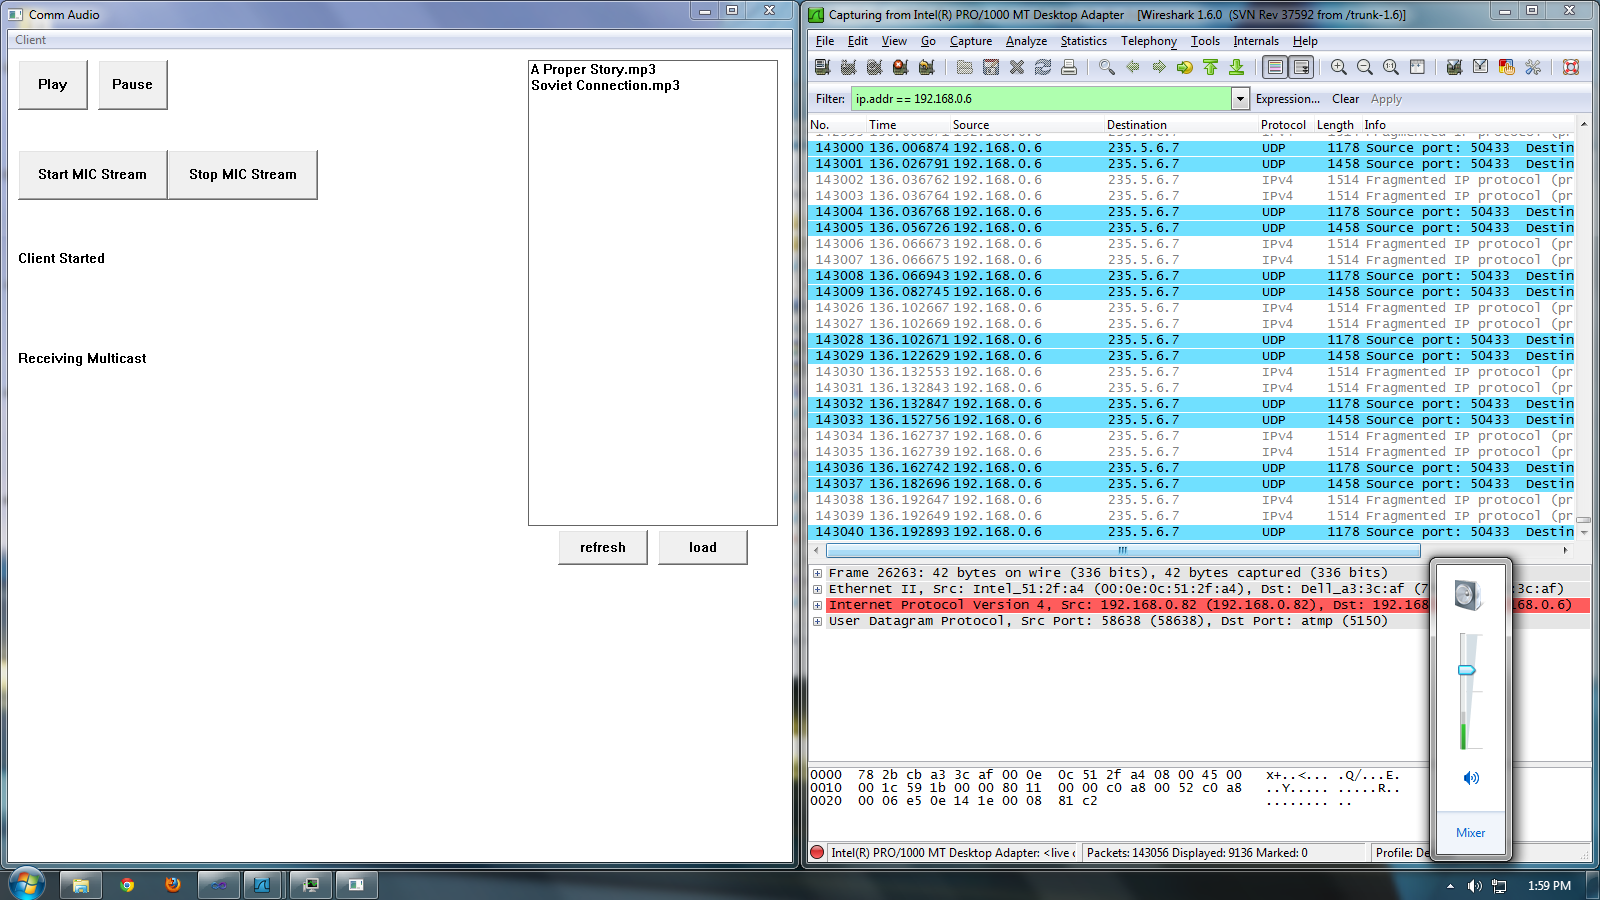 Comm Audio
Client
Play
Pause
Start MIC Stream
Stop MIC Stream
Client Started
Receiving Multicast
A Proper Story.mp3
Soviet Connection.mp3
refresh
load
Capturing from Intel(R) PRO/1000 MT Desktop Adapter [Wireshark 1.6.0 (SVN Rev 37592 from /trunk-1.6)]
File Edit View Go Capture Analyze Statistics Telephony Tools Internals Help
Filter: ip.addr == 192.168.0.6 Expression... Clear Apply
No. Time Source Destination Protocol Length Info
143000 136.006874 192.168.0.6 235.5.6.7 UDP 1178 Source port: 50433 Destin
143001 136.026791 192.168.0.6 235.5.6.7 UDP 1458 Source port: 50433 Destin
143002 136.036762 192.168.0.6 235.5.6.7 IPv4 1514 Fragmented IP protocol (pr
143003 136.036764 192.168.0.6 235.5.6.7 IPv4 1514 Fragmented IP protocol (pr
143004 136.036768 192.168.0.6 235.5.6.7 UDP 1178 Source port: 50433 Destin
143005 136.056726 192.168.0.6 235.5.6.7 UDP 1458 Source port: 50433 Destin
143006 136.066673 192.168.0.6 235.5.6.7 IPv4 1514 Fragmented IP protocol (pr
143007 136.066675 192.168.0.6 235.5.6.7 IPv4 1514 Fragmented IP protocol (pr
143008 136.066943 192.168.0.6 235.5.6.7 UDP 1178 Source port: 50433 Destin
143009 136.082745 192.168.0.6 235.5.6.7 UDP 1458 Source port: 50433 Destin
143026 136.102667 192.168.0.6 235.5.6.7 IPv4 1514 Fragmented IP protocol (pr
143027 136.102669 192.168.0.6 235.5.6.7 IPv4 1514 Fragmented IP protocol (pr
143028 136.102671 192.168.0.6 235.5.6.7 UDP 1178 Source port: 50433 Destin
143029 136.122629 192.168.0.6 235.5.6.7 UDP 1458 Source port: 50433 Destin
143030 136.132553 192.168.0.6 235.5.6.7 IPv4 1514 Fragmented IP protocol (pr
143031 136.132843 192.168.0.6 235.5.6.7 IPv4 1514 Fragmented IP protocol (pr
143032 136.132847 192.168.0.6 235.5.6.7 UDP 1178 Source port: 50433 Destin
143033 136.152756 192.168.0.6 235.5.6.7 UDP 1458 Source port: 50433 Destin
143034 136.162737 192.168.0.6 235.5.6.7 IPv4 1514 Fragmented IP protocol (pr
143035 136.162739 192.168.0.6 235.5.6.7 IPv4 1514 Fragmented IP protocol (pr
143036 136.162742 192.168.0.6 235.5.6.7 UDP 1178 Source port: 50433 Destin
143037 136.182696 192.168.0.6 235.5.6.7 UDP 1458 Source port: 50433 Destin
143038 136.192647 192.168.0.6 235.5.6.7 IPv4 1514 Fragmented IP protocol (pr
143039 136.192649 192.168.0.6 235.5.6.7 IPv4 1514 Fragmented IP protocol (pr
143040 136.192893 192.168.0.6 235.5.6.7 UDP 1178 Source port: 50433 Destin
Frame 26263: 42 bytes on wire (336 bits), 42 bytes captured (336 bits)
Ethernet II, Src: Intel_51:2f:a4 (00:0e:0c:51:2f:a4), Dst: Dell_a3:3c:af (7 :3c:af)
Internet Protocol Version 4, Src: 192.168.0.82 (192.168.0.82), Dst: 192.168 68.0.6)
User Datagram Protocol, Src Port: 58638 (58638), Dst Port: atmp (5150)
0000 78 2b cb a3 3c af 00 0e 0c 51 2f a4 08 00 45 00 x+..<... .Q/...E.
0010 00 1c 59 1b 00 00 80 11 00 00 c0 a8 00 52 c0 a8 ..Y..... .....R..
0020 00 06 e5 0e 14 1e 00 08 81 c2 ........ ..
Intel(R) PRO/1000 MT Desktop Adapter: <live c Packets: 143056 Displayed: 9136 Marked: 0 Profile: De
Mixer
1:59 PM